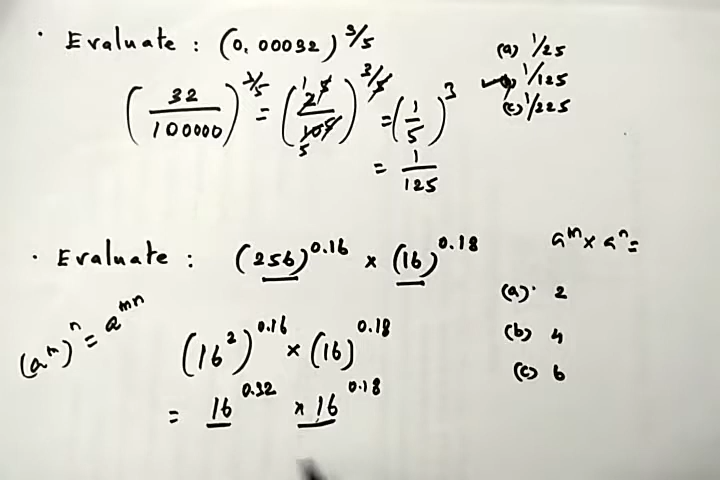 · Evaluate : (0.00032)^3/5
(a) 1/25
(b) 1/125
(c) 1/225
(32/100000)^3/5 = (2^5/10^5)^3/5 = (1/5)^3
= 1/125
· Evaluate : (256)^0.16 × (16)^0.18
a^m × a^n =
(a) 2
(b) 4
(c) 6
(a^m)^n = a^mn
(16^2)^0.16 × (16)^0.18
= 16^0.32 × 16^0.18